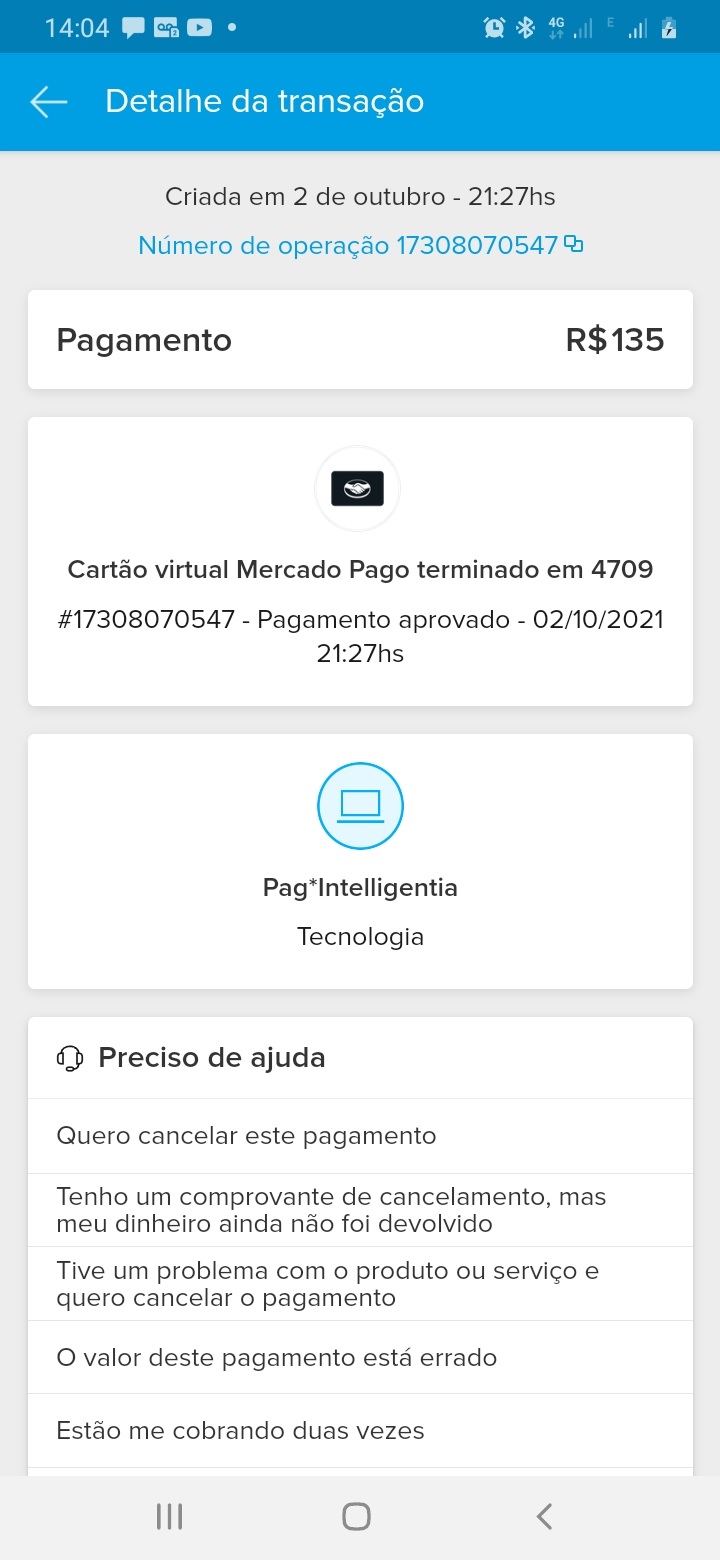 14:04
4G
E
Detalhe da transação
Criada em 2 de outubro - 21:27hs
Número de operação 17308070547
Pagamento R$135
Cartão virtual Mercado Pago terminado em 4709
#17308070547 - Pagamento aprovado - 02/10/2021
21:27hs
Pag*Intelligentia
Tecnologia
Preciso de ajuda
Quero cancelar este pagamento
Tenho um comprovante de cancelamento, mas
meu dinheiro ainda não foi devolvido
Tive um problema com o produto ou serviço e
quero cancelar o pagamento
O valor deste pagamento está errado
Estão me cobrando duas vezes